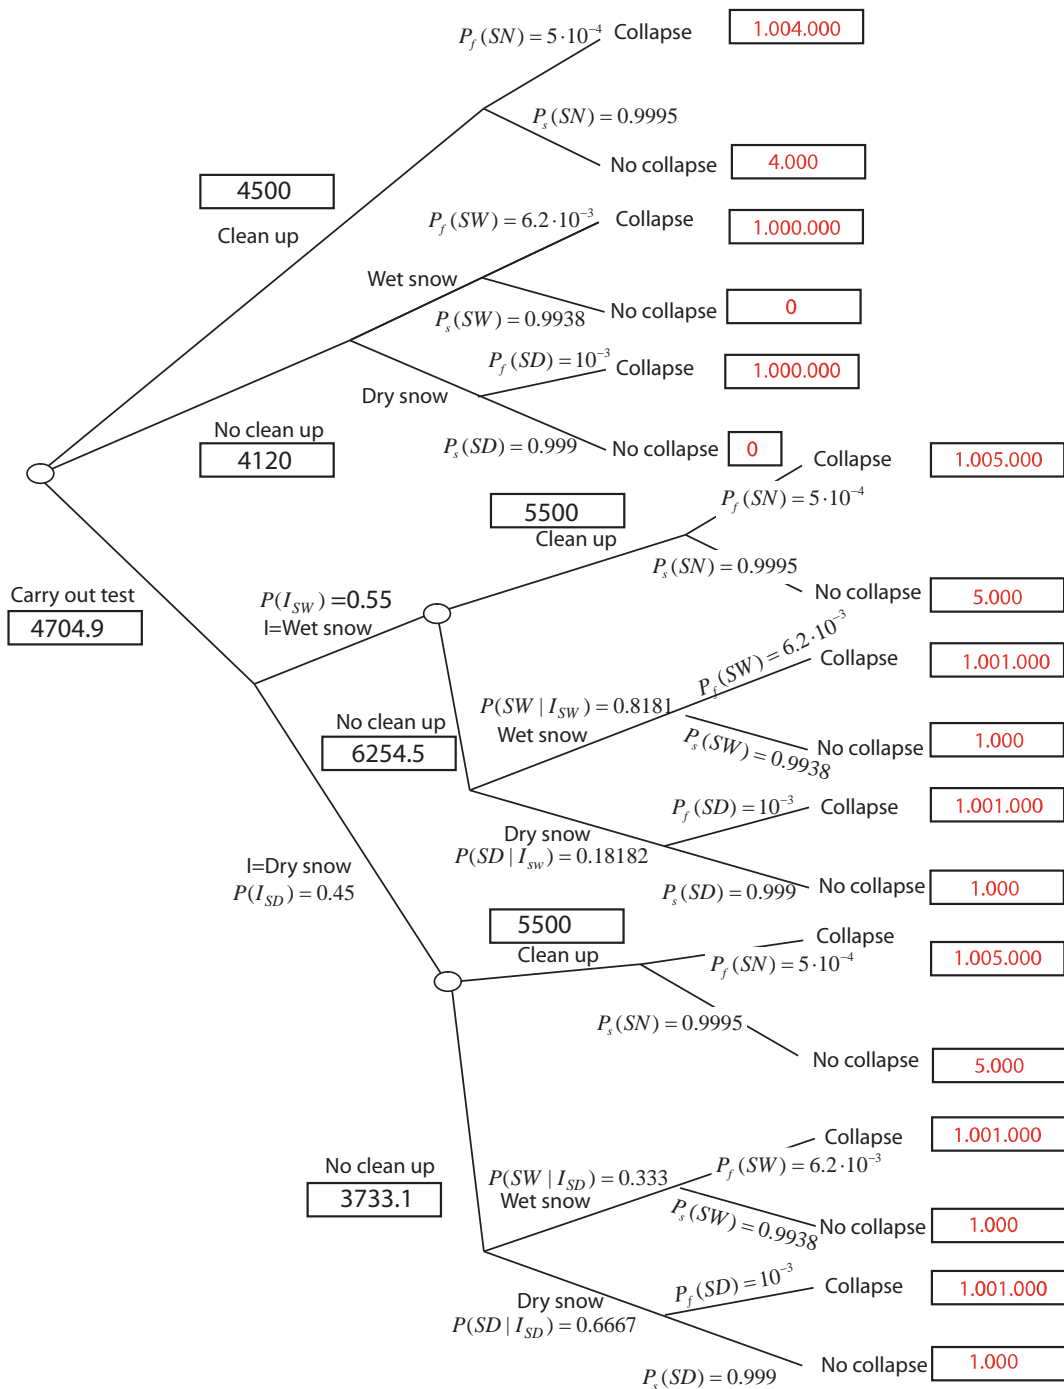 P_f(SN) = 5·10⁻⁴ Collapse 1.004.000
P_s(SN) = 0.9995
No collapse 4.000
4500
Clean up
P_f(SW) = 6.2·10⁻³ Collapse 1.000.000
Wet snow
P_s(SW) = 0.9938 No collapse 0
P_f(SD) = 10⁻³ Collapse 1.000.000
Dry snow
No clean up
4120
P_s(SD) = 0.999 No collapse 0
Collapse 1.005.000
P_f(SN) = 5·10⁻⁴
5500
Clean up
P_s(SN) = 0.9995
No collapse 5.000
Carry out test
4704.9
P(I_SW) =0.55
I=Wet snow
P_f(SW) = 6.2·10⁻³ Collapse 1.001.000
P(SW | I_SW) = 0.8181
Wet snow
No clean up
6254.5
P_s(SW) = 0.9938 No collapse 1.000
P_f(SD) = 10⁻³ Collapse 1.001.000
Dry snow
P(SD | I_sw) = 0.18182
P_s(SD) = 0.999 No collapse 1.000
I=Dry snow
P(I_SD) = 0.45
5500
Clean up
Collapse 1.005.000
P_f(SN) = 5·10⁻⁴
P_s(SN) = 0.9995
No collapse 5.000
Collapse 1.001.000
P_f(SW) = 6.2·10⁻³
No clean up
3733.1
P(SW | I_SD) = 0.333
Wet snow
P_s(SW) = 0.9938 No collapse 1.000
P_f(SD) = 10⁻³ Collapse 1.001.000
Dry snow
P(SD | I_SD) = 0.6667
P_s(SD) = 0.999 No collapse 1.000